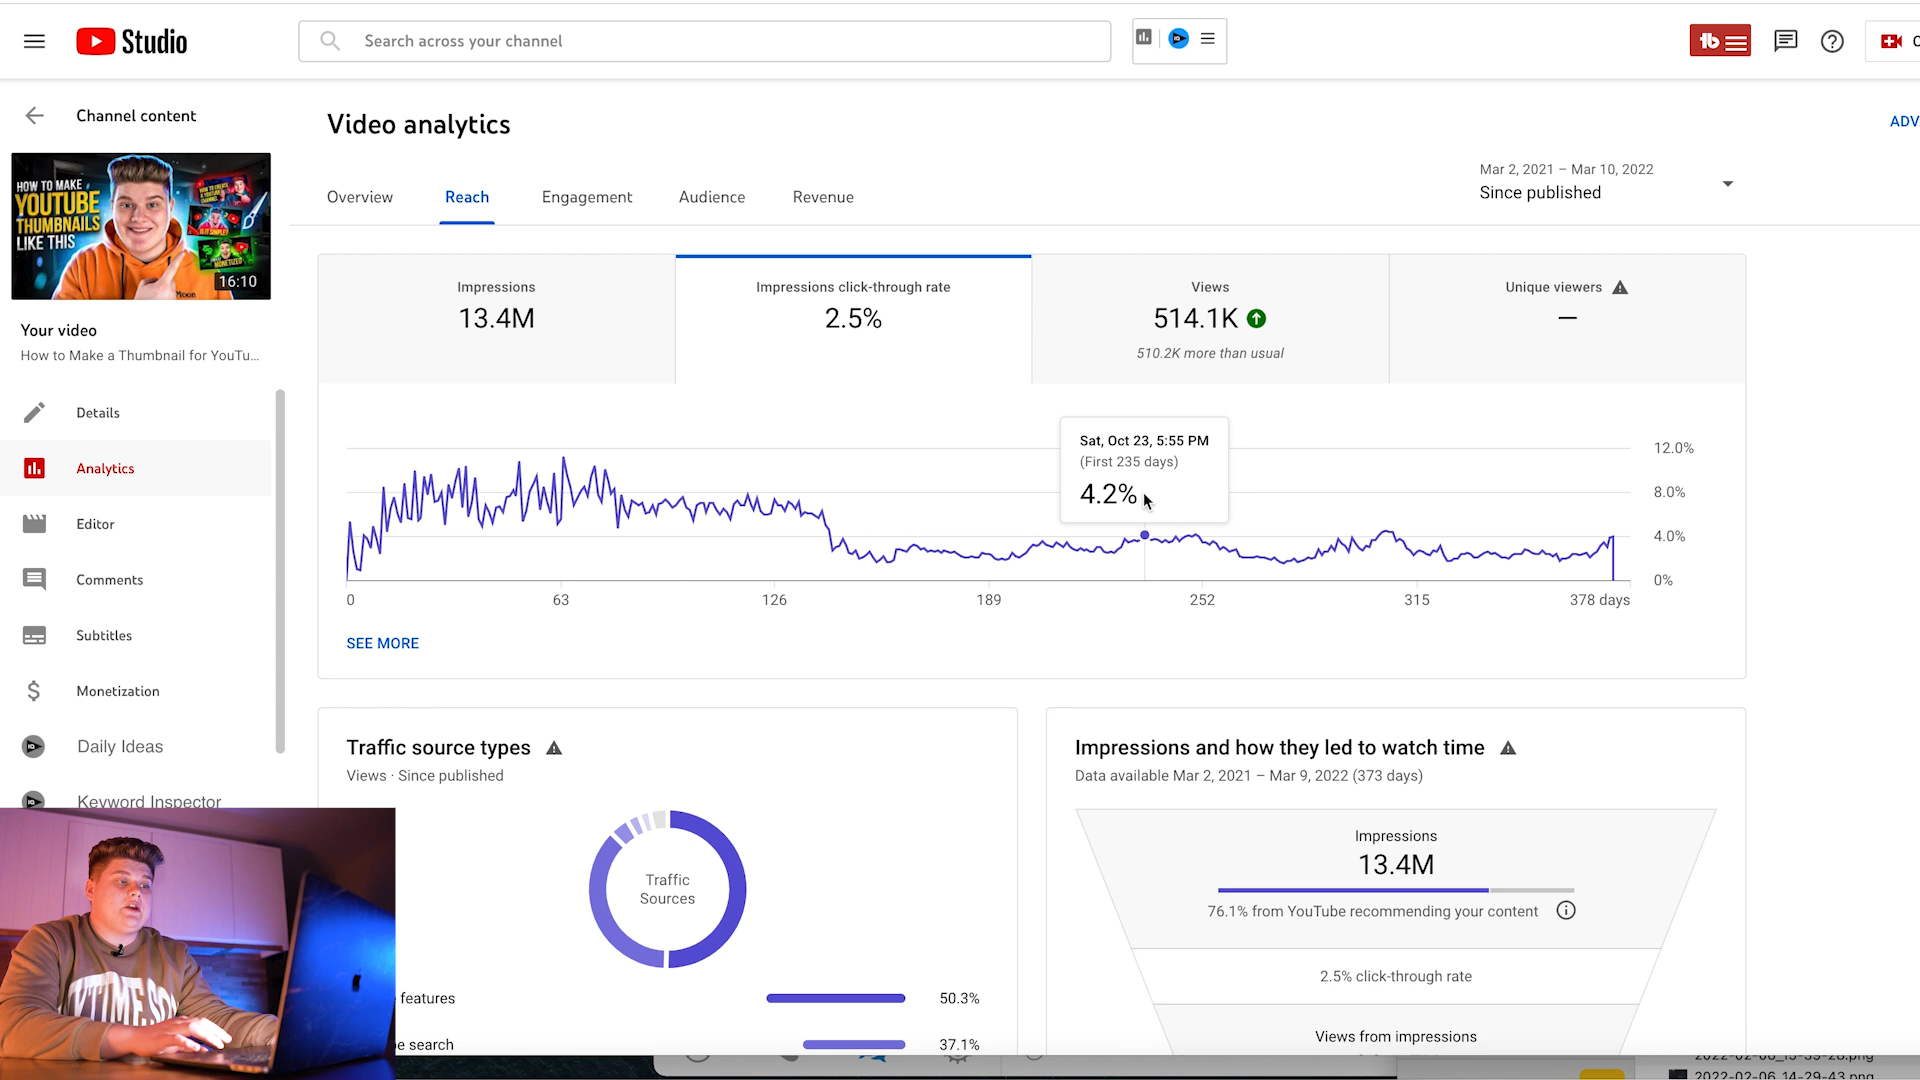 Studio
Search across your channel
Channel content
HOW TO MAKE
YOUTUBE
THUMBNAILS
LIKE THIS
16:10
Your video
How to Make a Thumbnail for YouTu...
Details
Analytics
Editor
Comments
Subtitles
Monetization
Daily Ideas
Keyword Inspector
Video analytics
ADV
Overview
Reach
Engagement
Audience
Revenue
Mar 2, 2021 – Mar 10, 2022
Since published
Impressions
13.4M
Impressions click-through rate
2.5%
Views
514.1K
510.2K more than usual
Unique viewers
—
Sat, Oct 23, 5:55 PM
(First 235 days)
4.2%
12.0%
8.0%
4.0%
0%
0
63
126
189
252
315
378 days
SEE MORE
Traffic source types
Views · Since published
Traffic
Sources
features
50.3%
e search
37.1%
Impressions and how they led to watch time
Data available Mar 2, 2021 – Mar 9, 2022 (373 days)
Impressions
13.4M
76.1% from YouTube recommending your content
2.5% click-through rate
Views from impressions
2022-02-06_14-29-43.png